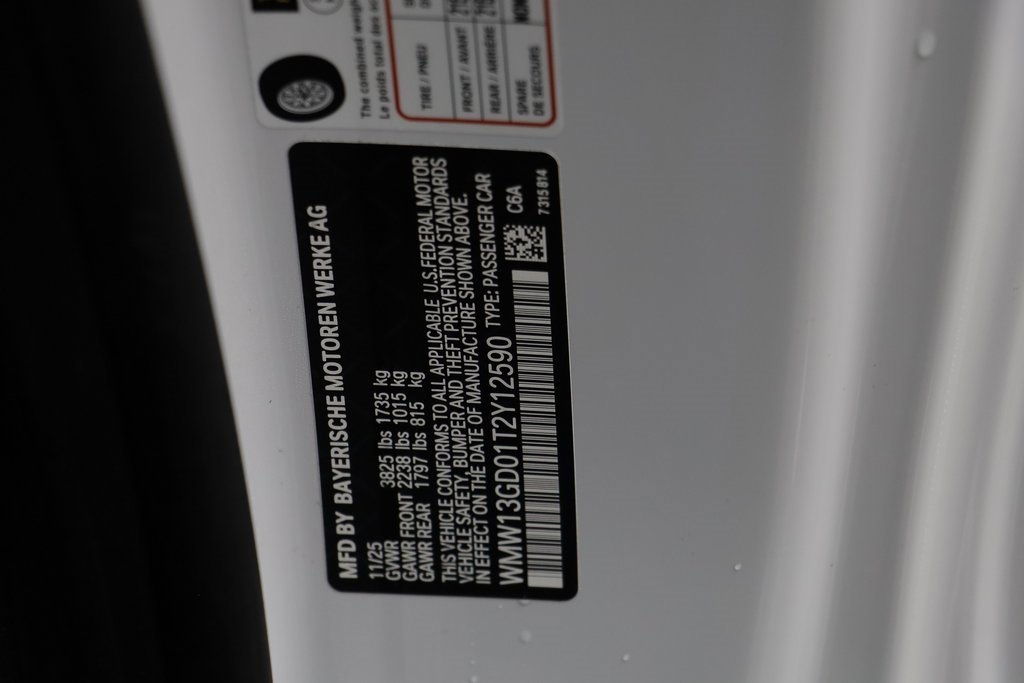 The combined weigh
Le poids total des oc
TIRE / PNEU
FRONT / AVANT
REAR / ARRIÈRE
SPARE
DE SECOURS
MFD BY BAYERISCHE MOTOREN WERKE AG
11/25
GVWR 3825 lbs 1735 kg
GAWR FRONT 2238 lbs 1015 kg
GAWR REAR 1797 lbs 815 kg
THIS VEHICLE CONFORMS TO ALL APPLICABLE U.S.FEDERAL MOTOR
VEHICLE SAFETY, BUMPER AND THEFT PREVENTION STANDARDS
IN EFFECT ON THE DATE OF MANUFACTURE SHOWN ABOVE.
WMW13GD01T2Y12590 TYPE: PASSENGER CAR
C6A
7315814